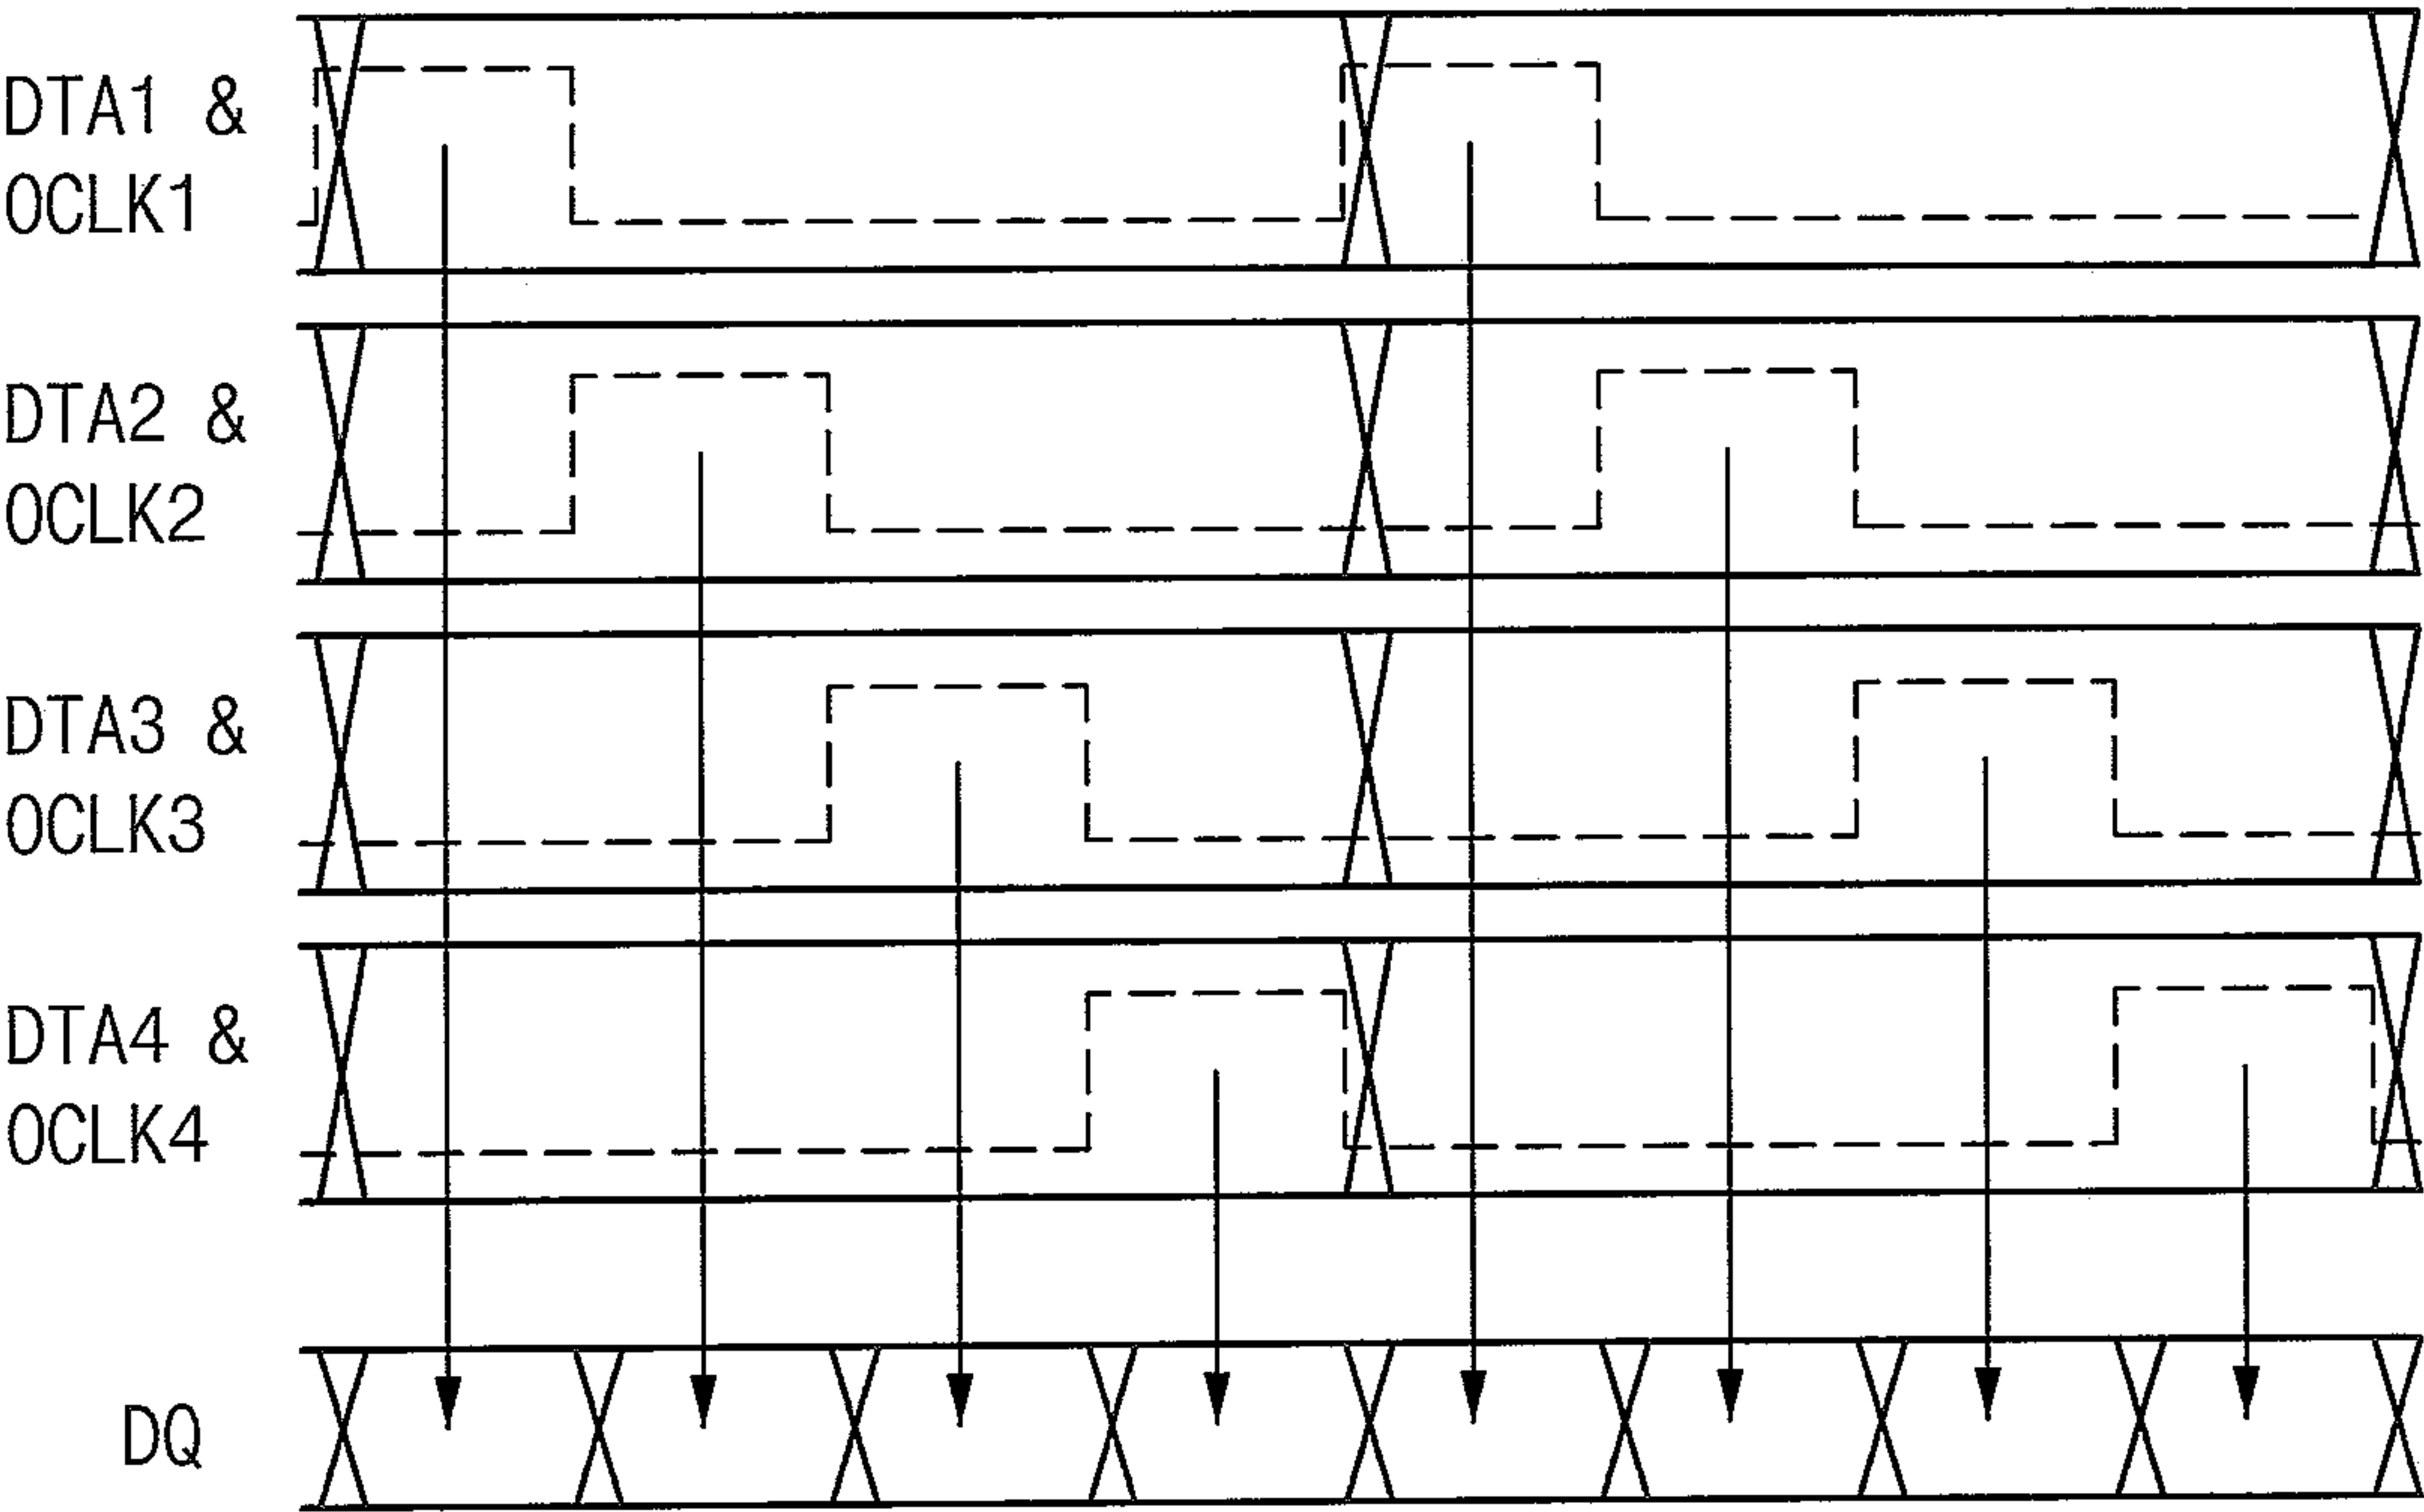 DTA1 &
OCLK1
DTA2 &
OCLK2
DTA3 &
OCLK3
DTA4 &
OCLK4
DQ